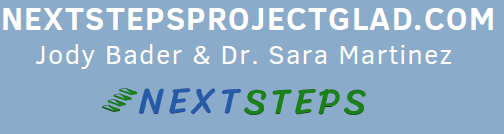 NEXTSTEPSPROJECTGLAD.COM
Jody Bader & Dr. Sara Martinez
NEXTSTEPS